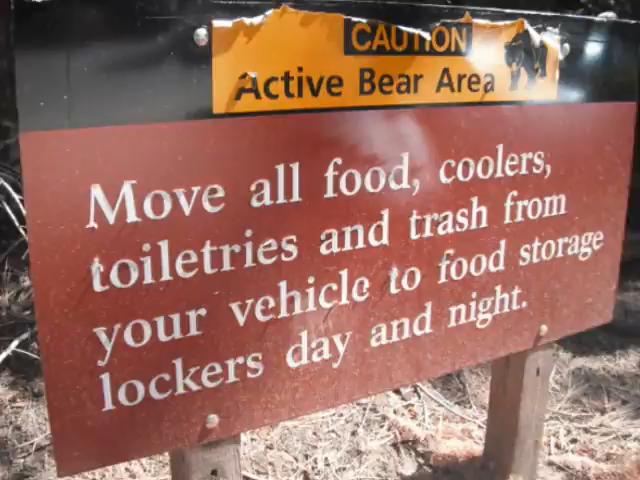 CAUTION
Active Bear Area
Move all food, coolers,
toiletries and trash from
your vehicle to food storage
lockers day and night.